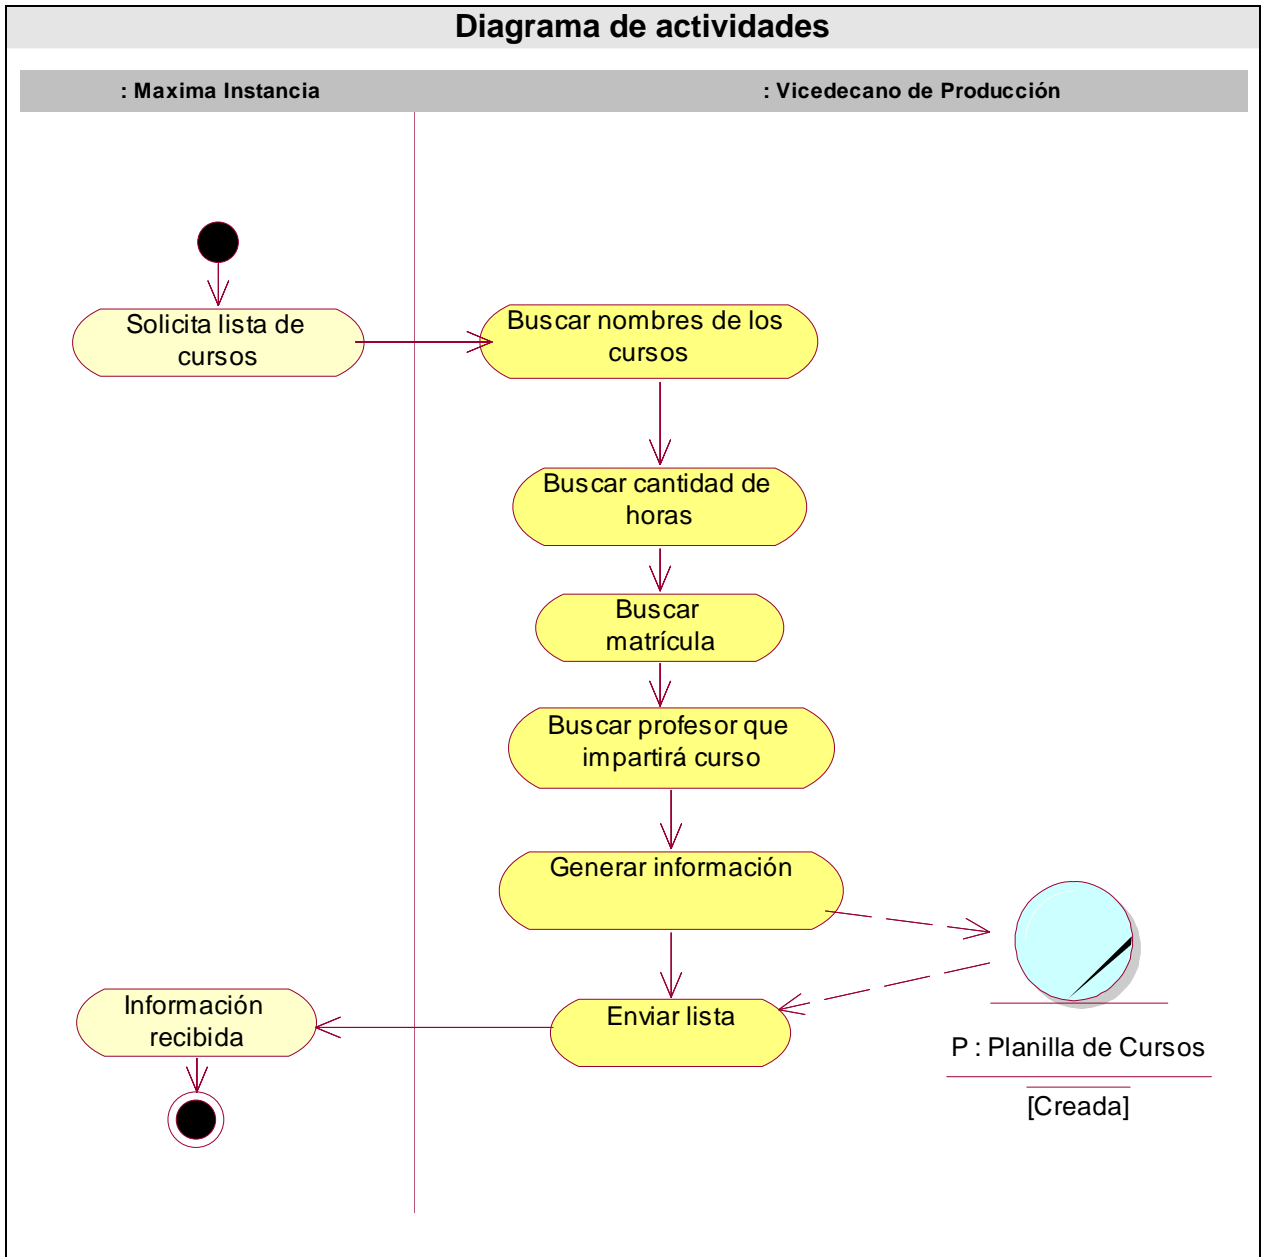 Diagrama de actividades
: Maxima Instancia
: Vicedecano de Producción
Solicita lista de
cursos
Buscar nombres de los
cursos
Buscar cantidad de
horas
Buscar
matrícula
Buscar profesor que
impartirá curso
Generar información
Enviar lista
Información
recibida
P : Planilla de Cursos
[Creada]